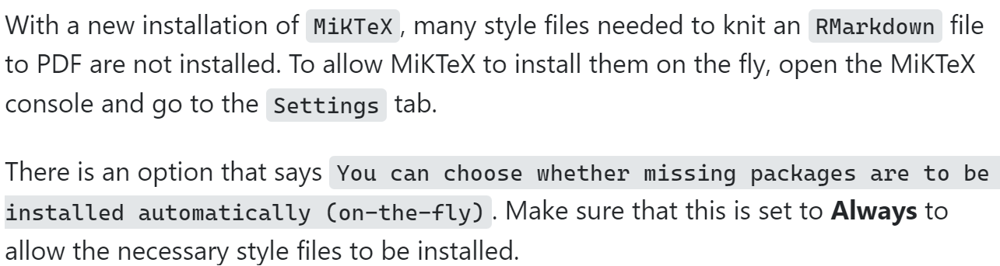 With a new installation of MiKTeX, many style files needed to knit an RMarkdown file
to PDF are not installed. To allow MiKTeX to install them on the fly, open the MiKTeX
console and go to the Settings tab.
There is an option that says You can choose whether missing packages are to be
installed automatically (on-the-fly). Make sure that this is set to Always to
allow the necessary style files to be installed.